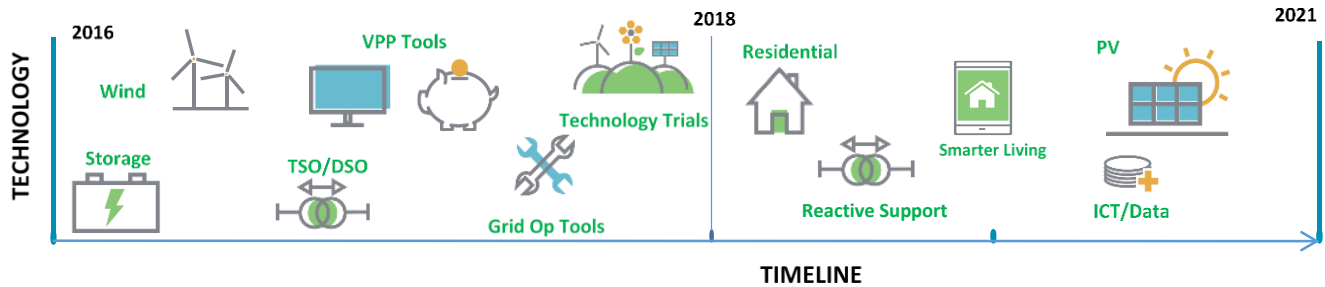 2016
2018
2021
TECHNOLOGY
Wind
VPP Tools
Technology Trials
Storage
TSO/DSO
Grid Op Tools
Residential
Smarter Living
Reactive Support
PV
ICT/Data
TIMELINE